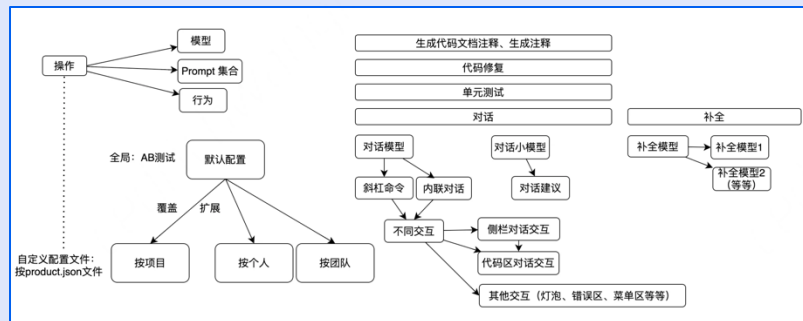 操作
模型
Prompt 集合
行为
全局：AB测试
默认配置
覆盖
扩展
自定义配置文件：
按product.json文件
按项目
按个人
按团队
生成代码文档注释、生成注释
代码修复
单元测试
对话
补全
对话模型
对话小模型
补全模型
补全模型1
补全模型2
（等等）
斜杠命令
内联对话
对话建议
不同交互
侧栏对话交互
代码区对话交互
其他交互（灯泡、错误区、菜单区等等）